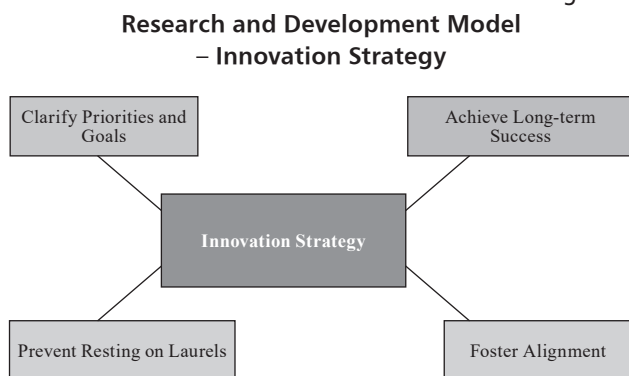 Research and Development Model
– Innovation Strategy
Clarify Priorities and
Goals
Achieve Long-term
Success
Innovation Strategy
Prevent Resting on Laurels
Foster Alignment